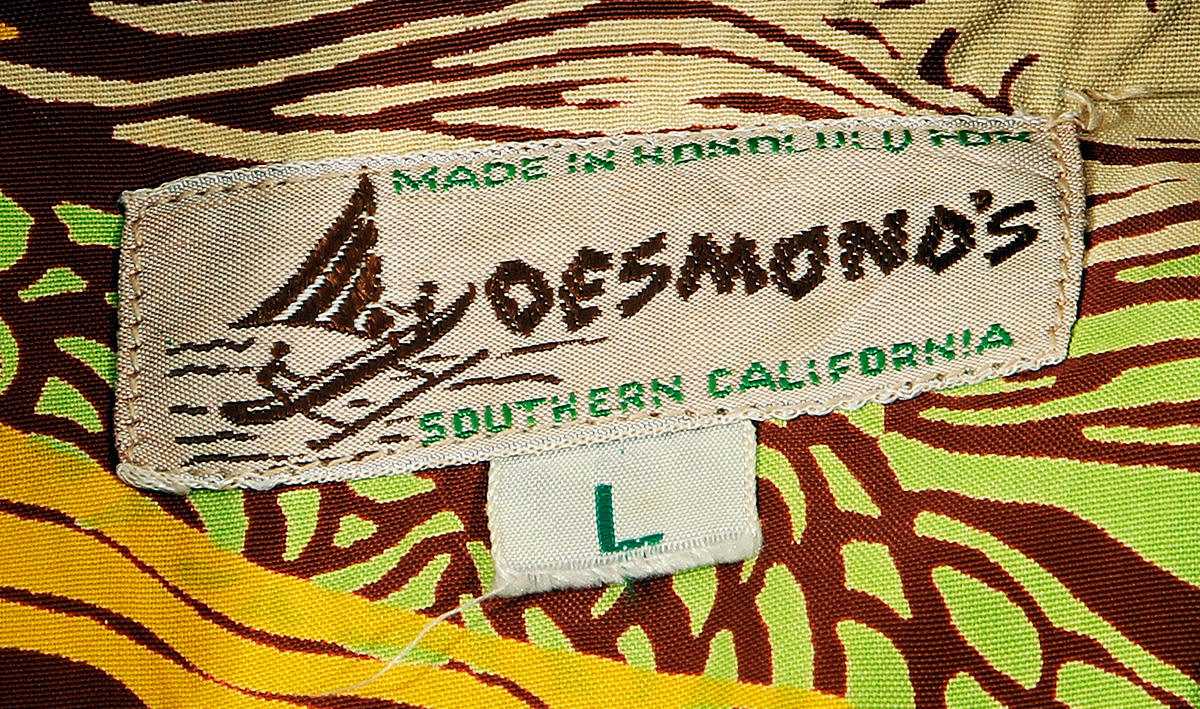 MADE IN HONOLULU FOR
DESMOND'S
SOUTHERN CALIFORNIA
L